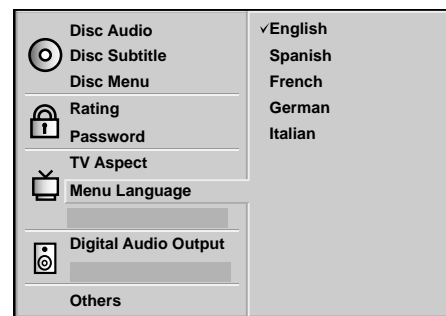 Disc Audio
Disc Subtitle
Disc Menu
Rating
Password
TV Aspect
Menu Language
Digital Audio Output
Others
✓English
Spanish
French
German
Italian